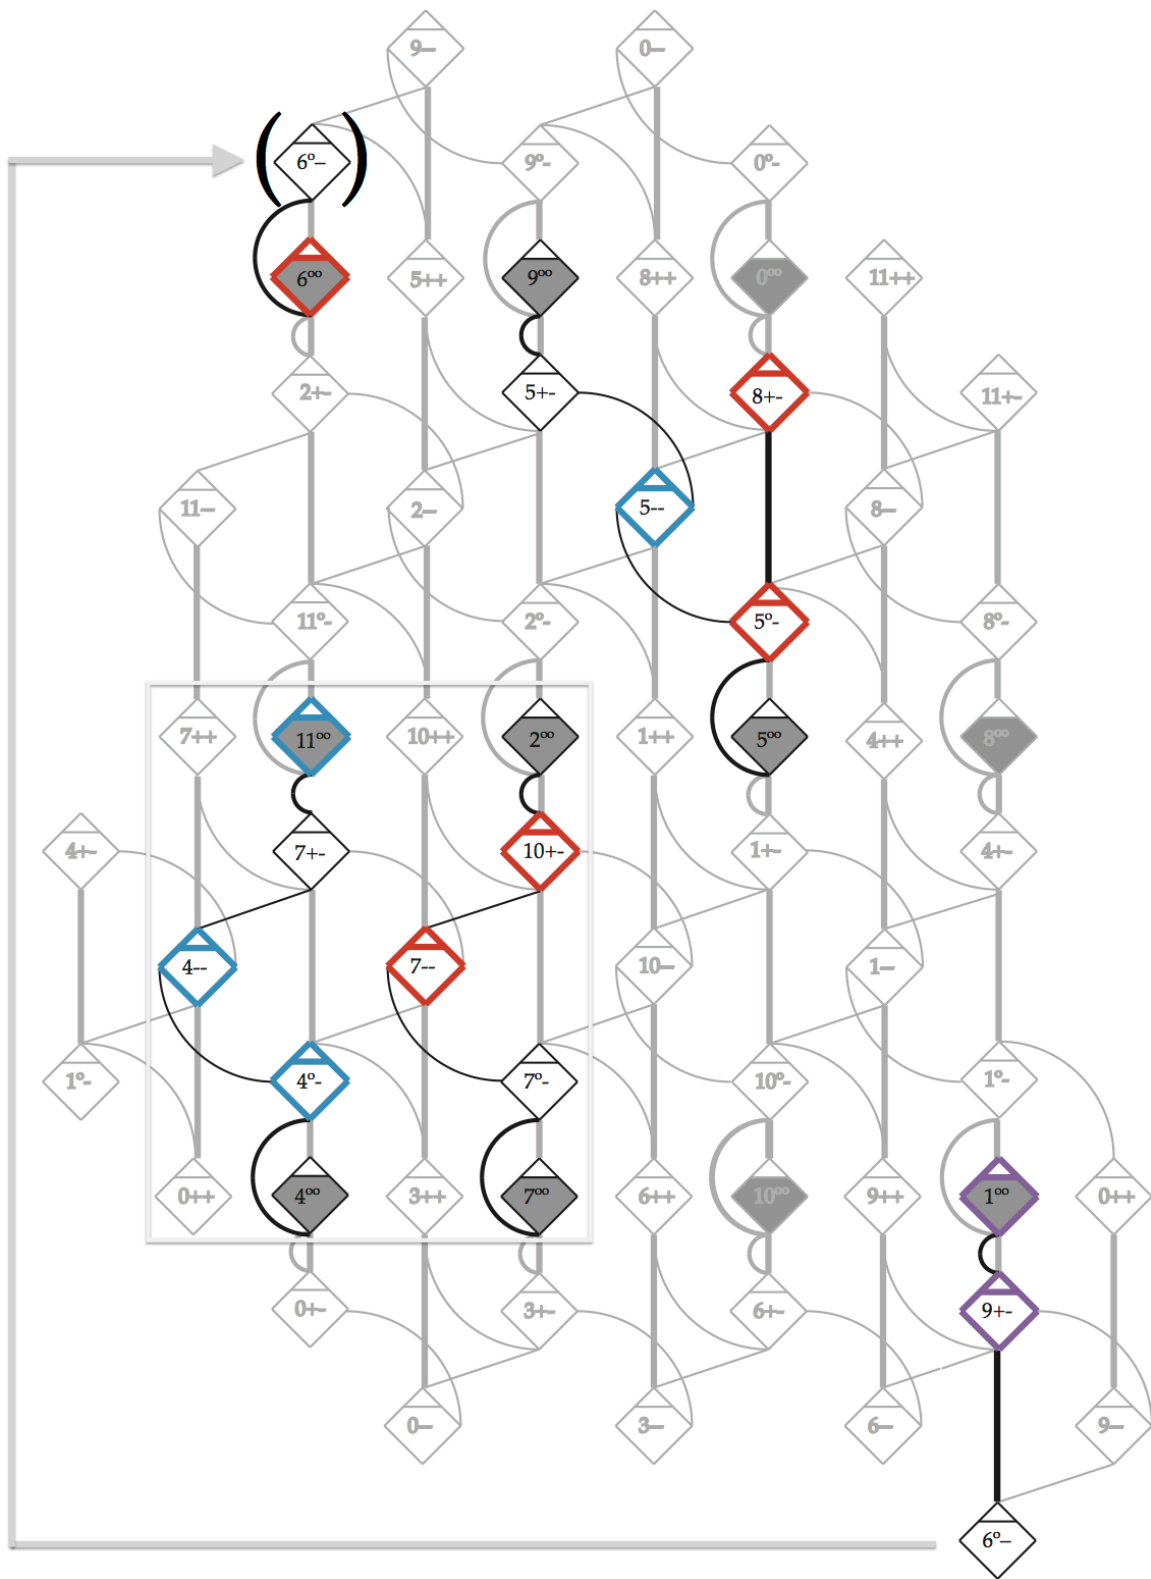 9–– 0––
( 6º– ) 9º- 0º-
6ºº 5++ 9ºº 8++ 0ºº 11++
2+- 5+- 8+- 11+-
11–– 2–– 5-- 8––
11º- 2º- 5º- 8º-
7++ 11ºº 10++ 2ºº 1++ 5ºº 4++ 8ºº
4+- 7+- 10+- 1+- 4+-
4-- 7-- 10–– 1––
1º- 4º- 7º- 10º- 1º-
0++ 4ºº 3++ 7ºº 6++ 10ºº 9++ 1ºº 0++
0+- 3+- 6+- 9+-
0–– 3–– 6–– 9––
6º–